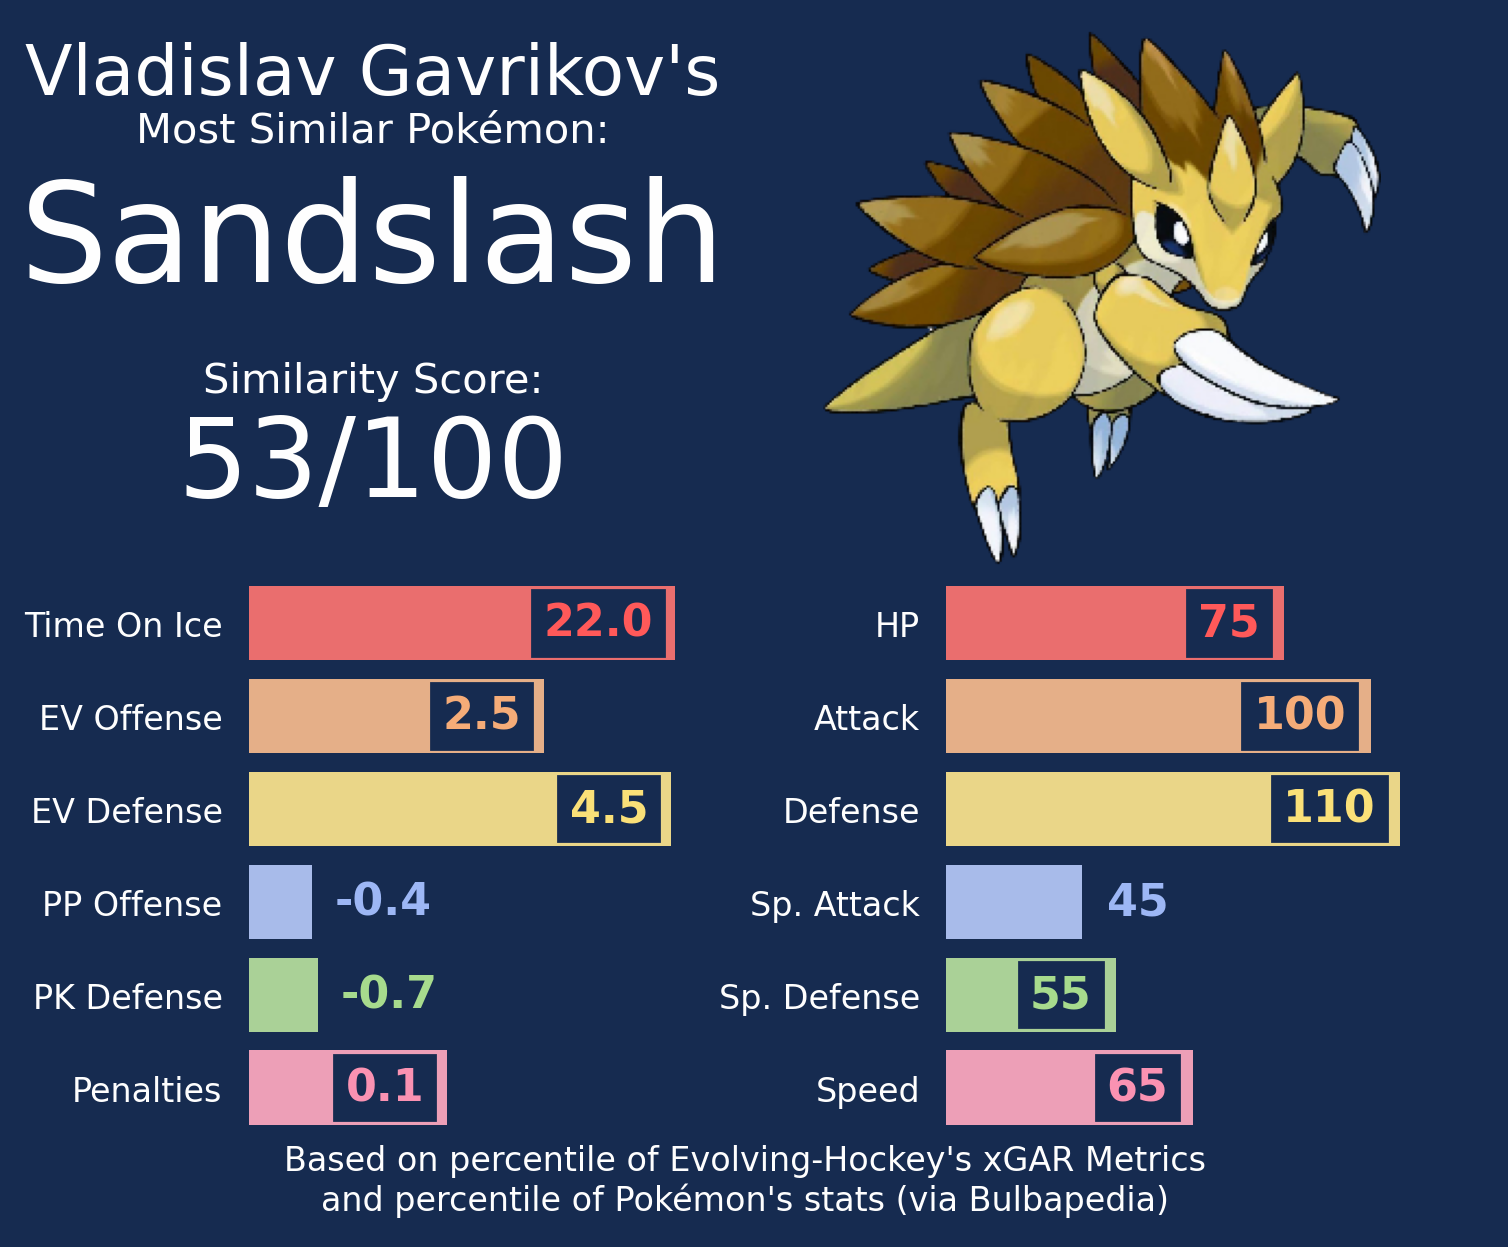 Vladislav Gavrikov's
Most Similar Pokémon:
Sandslash
Similarity Score:
53/100
Time On Ice 22.0
EV Offense 2.5
EV Defense 4.5
PP Offense -0.4
PK Defense -0.7
Penalties 0.1
HP 75
Attack 100
Defense 110
Sp. Attack 45
Sp. Defense 55
Speed 65
Based on percentile of Evolving-Hockey's xGAR Metrics
and percentile of Pokémon's stats (via Bulbapedia)